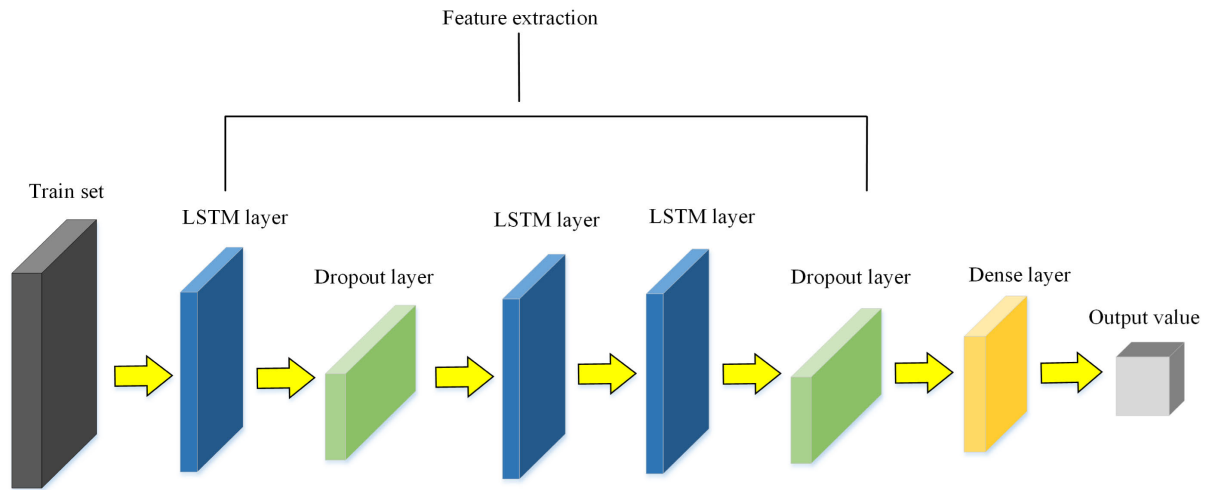 Feature extraction
Train set
LSTM layer
Dropout layer
LSTM layer
LSTM layer
Dropout layer
Dense layer
Output value